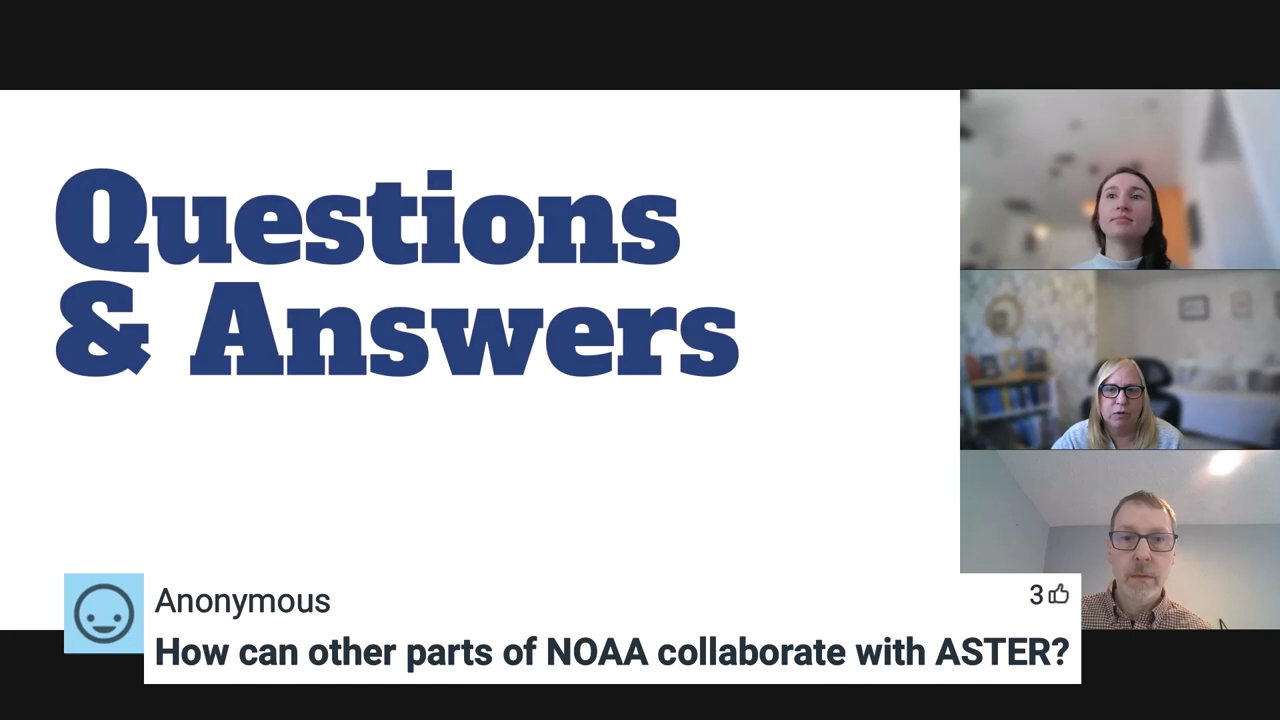 Questions
& Answers
Anonymous
3
How can other parts of NOAA collaborate with ASTER?